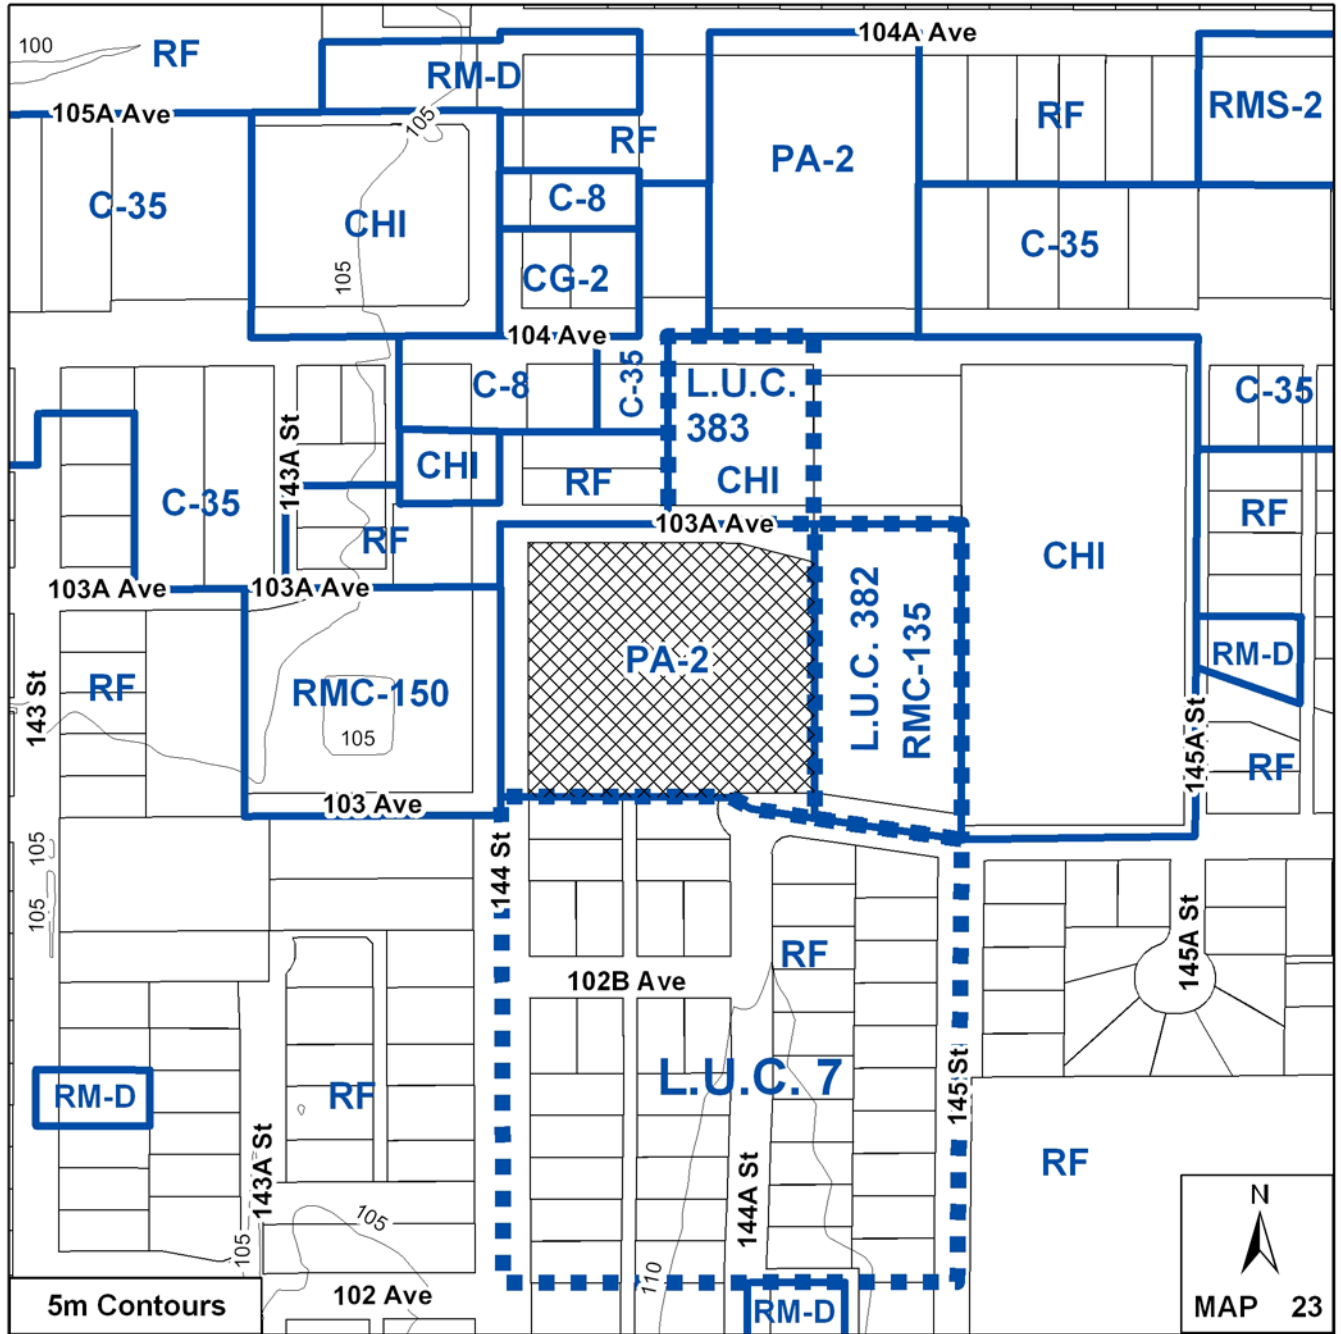 104A Ave
100
RF
RM-D
RF
RMS-2
105A Ave
105
RF
PA-2
C-35
C-8
CHI
C-35
105
CG-2
104 Ave
C-8
C-35
L.U.C.
383
CHI
C-35
143A St
CHI
RF
C-35
RF
RF
103A Ave
CHI
103A Ave
103A Ave
PA-2
L.U.C. 382
RMC-135
RM-D
RF
143 St
RMC-150
105
145A St
RF
103 Ave
144 St
105
105
RF
145A St
102B Ave
L.U.C. 7
145 St
RM-D
RF
RF
143A St
144A St
105
105
110
102 Ave
RM-D
5m Contours
N
MAP 23